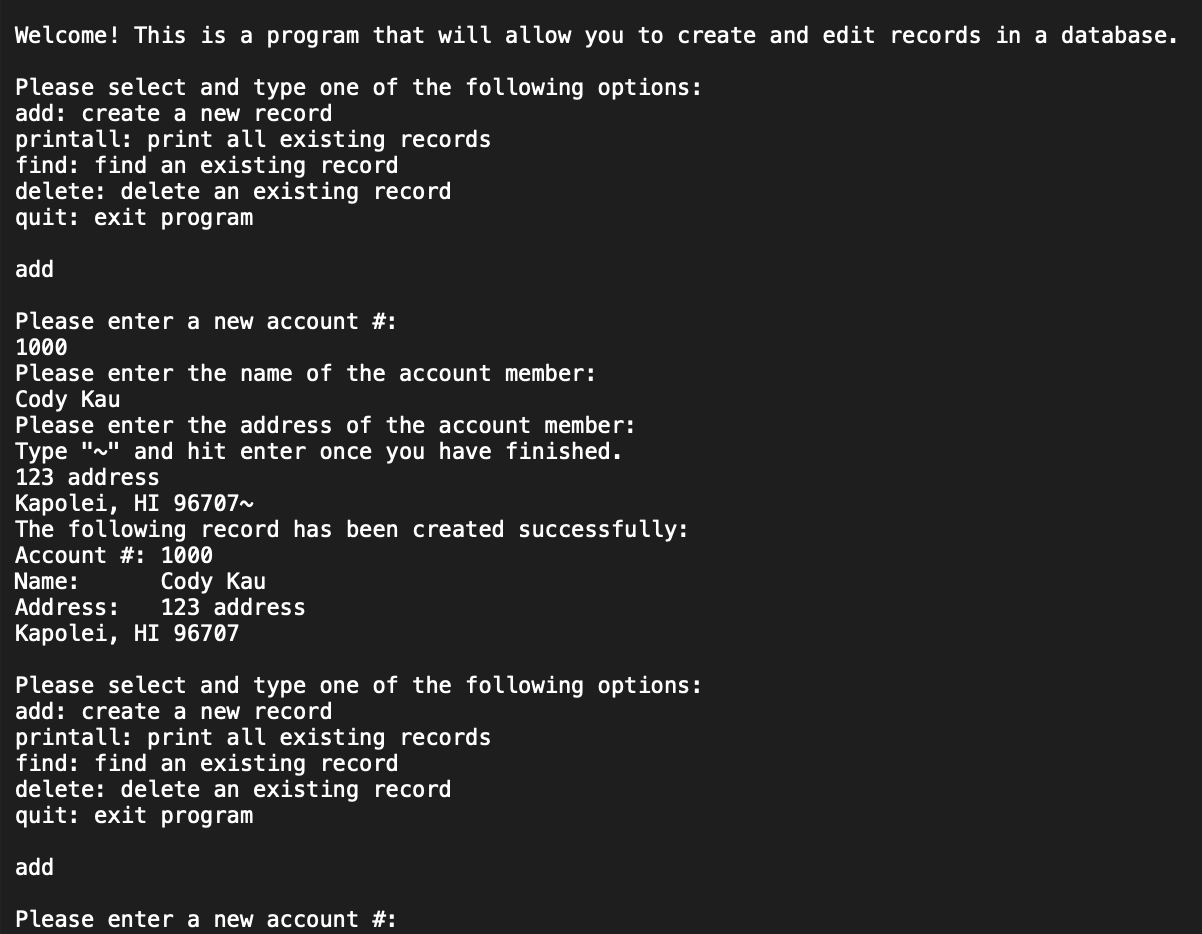 Welcome! This is a program that will allow you to create and edit records in a database.
Please select and type one of the following options:
add: create a new record
printall: print all existing records
find: find an existing record
delete: delete an existing record
quit: exit program
add
Please enter a new account #:
1000
Please enter the name of the account member:
Cody Kau
Please enter the address of the account member:
Type "~" and hit enter once you have finished.
123 address
Kapolei, HI 96707~
The following record has been created successfully:
Account #: 1000
Name:      Cody Kau
Address:   123 address
Kapolei, HI 96707
Please select and type one of the following options:
add: create a new record
printall: print all existing records
find: find an existing record
delete: delete an existing record
quit: exit program
add
Please enter a new account #: